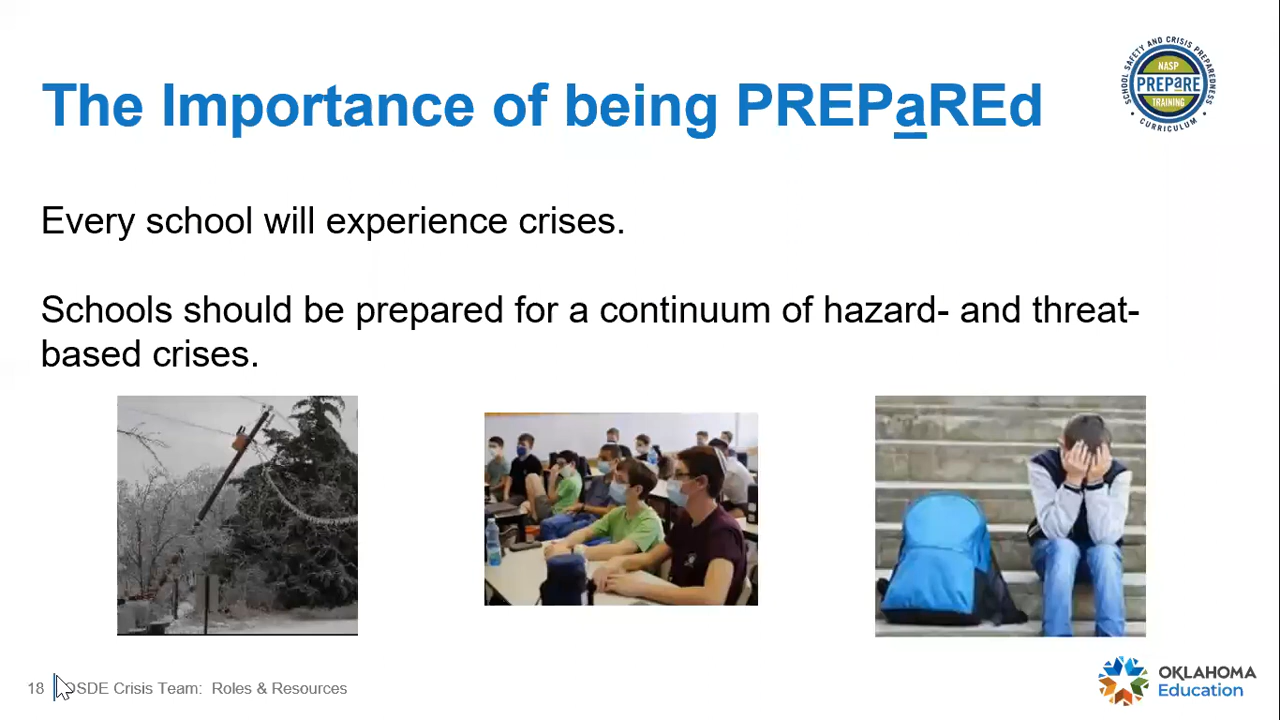 The Importance of being PREPaREd
SCHOOL SAFETY AND CRISIS PREPAREDNESS
NASP
PREPaRE
TRAINING
• CURRICULUM •
Every school will experience crises.
Schools should be prepared for a continuum of hazard- and threat-
based crises.
18
OSDE Crisis Team: Roles & Resources
OKLAHOMA
Education